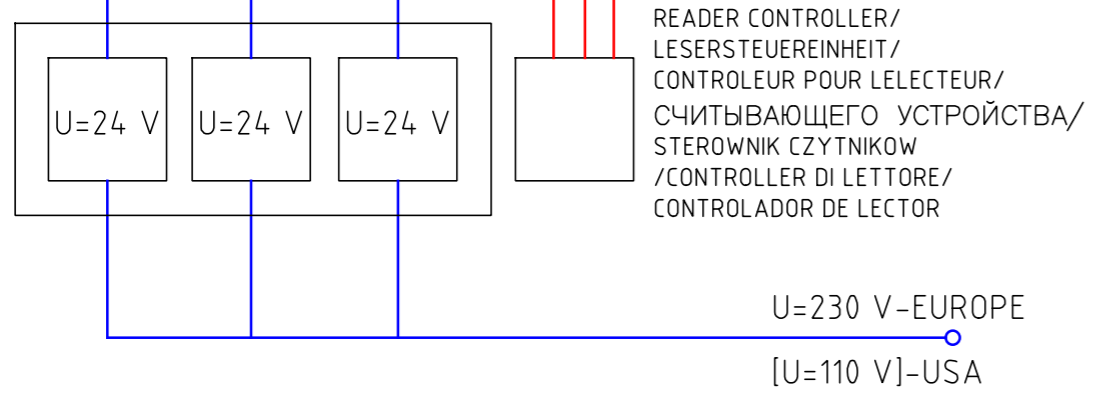 READER CONTROLLER/
LESERSTEUEREINHEIT/
CONTROLEUR POUR LELECTEUR/
СЧИТЫВАЮЩЕГО УСТРОЙСТВА/
STEROWNIK CZYTNIKOW
/CONTROLLER DI LETTORE/
CONTROLADOR DE LECTOR
U=24 V U=24 V U=24 V
U=230 V-EUROPE
[U=110 V]-USA